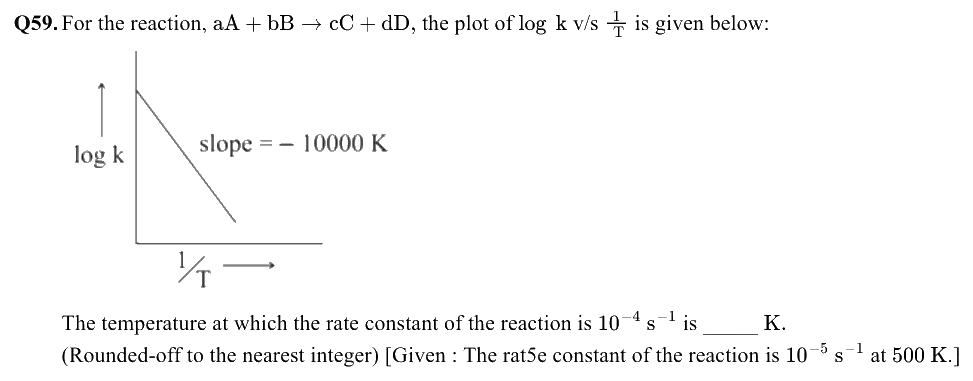 Q59. For the reaction, aA + bB → cC + dD, the plot of log k v/s 1/T is given below:
log k
slope = – 10000 K
1/T
The temperature at which the rate constant of the reaction is 10⁻⁴ s⁻¹ is _____ K.
(Rounded-off to the nearest integer) [Given : The rat5e constant of the reaction is 10⁻⁵ s⁻¹ at 500 K.]